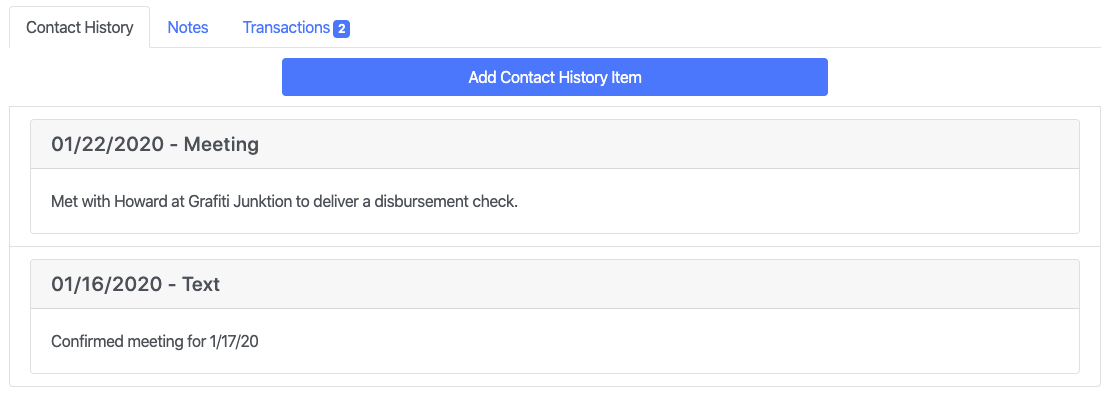 Contact History Notes Transactions 2
Add Contact History Item
01/22/2020 - Meeting
Met with Howard at Grafiti Junktion to deliver a disbursement check.
01/16/2020 - Text
Confirmed meeting for 1/17/20